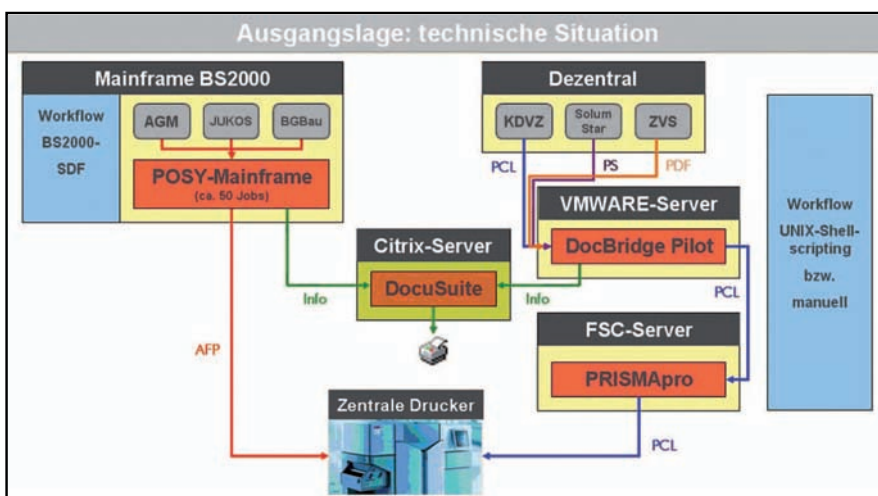 Ausgangslage: technische Situation
Mainframe BS2000
Workflow
BS2000-
SDF
AGM
JUKOS
BGBau
POSY-Mainframe
(ca. 50 Jobs)
Dezentral
KDVZ
Solum
Star
ZVS
PCL
PS
PDF
VMWARE-Server
DocBridge Pilot
Workflow
UNIX-Shell-
scripting
bzw.
manuell
Citrix-Server
DocuSuite
Info
Info
PCL
AFP
FSC-Server
PRISMApro
Zentrale Drucker
PCL